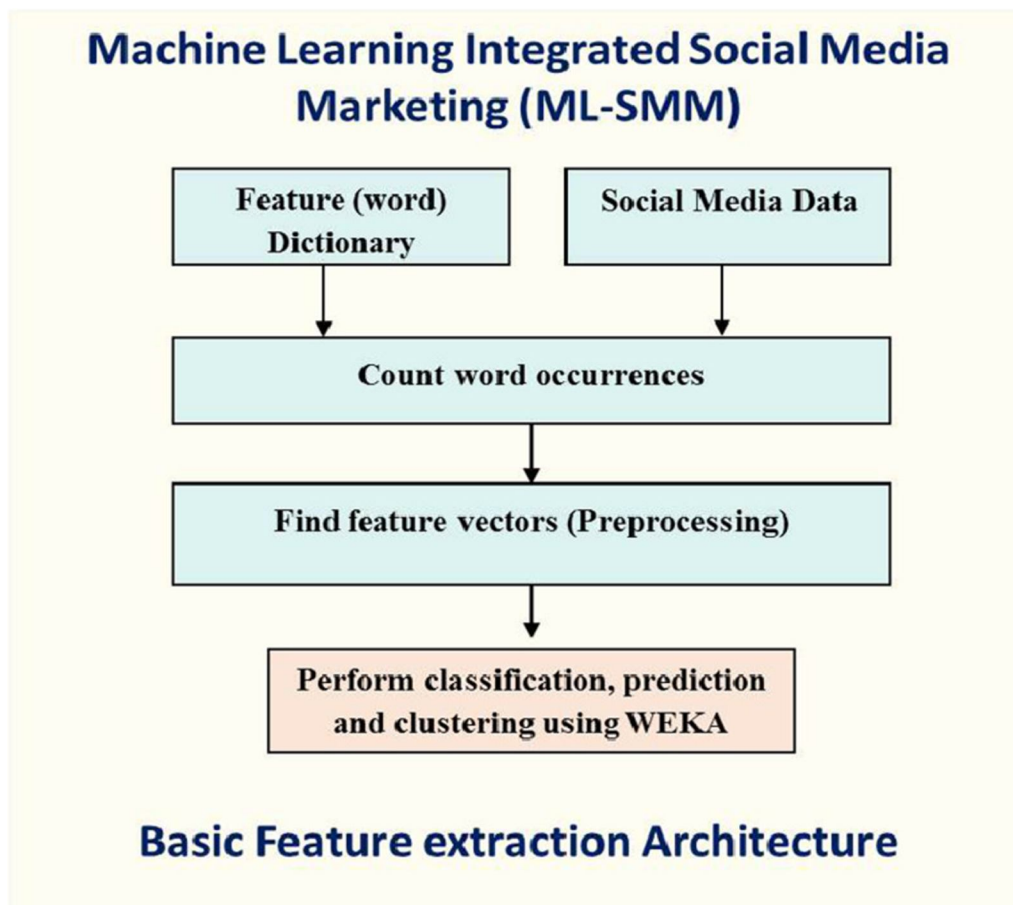 Machine Learning Integrated Social Media
Marketing (ML-SMM)
Feature (word)
Dictionary
Social Media Data
Count word occurrences
Find feature vectors (Preprocessing)
Perform classification, prediction
and clustering using WEKA
Basic Feature extraction Architecture